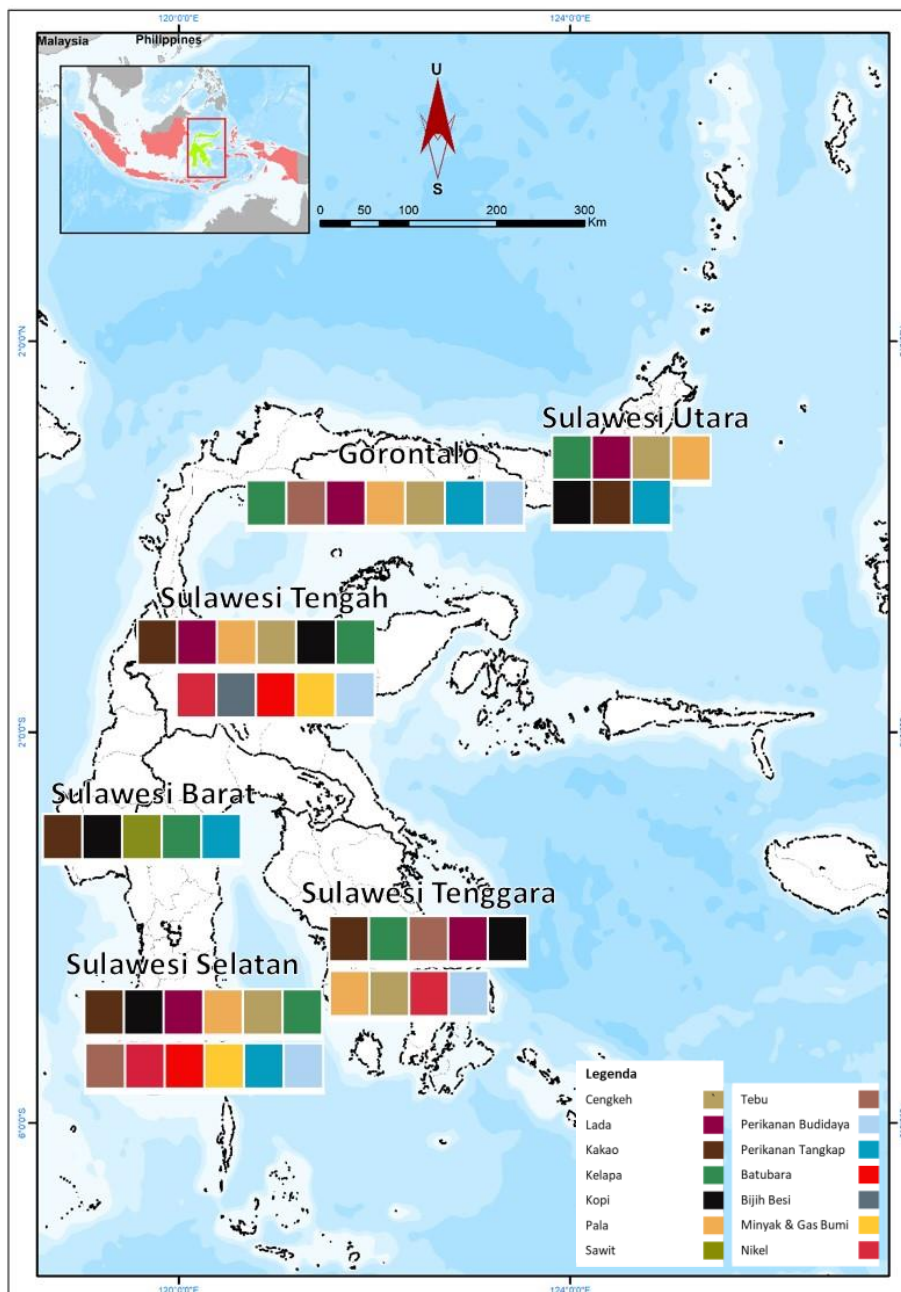 120°0'0"E 124°0'0"E
Malaysia Philippines
U
S
0 50 100 200 300
Km
2°0'0"N
Sulawesi Utara
Gorontalo
Sulawesi Tengah
2°0'0"S
Sulawesi Barat
Sulawesi Tenggara
Sulawesi Selatan
Legenda
Cengkeh
Lada
Kakao
Kelapa
Kopi
Pala
Sawit
Tebu
Perikanan Budidaya
Perikanan Tangkap
Batubara
Bijih Besi
Minyak & Gas Bumi
Nikel
6°0'0"S
120°0'0"E 124°0'0"E